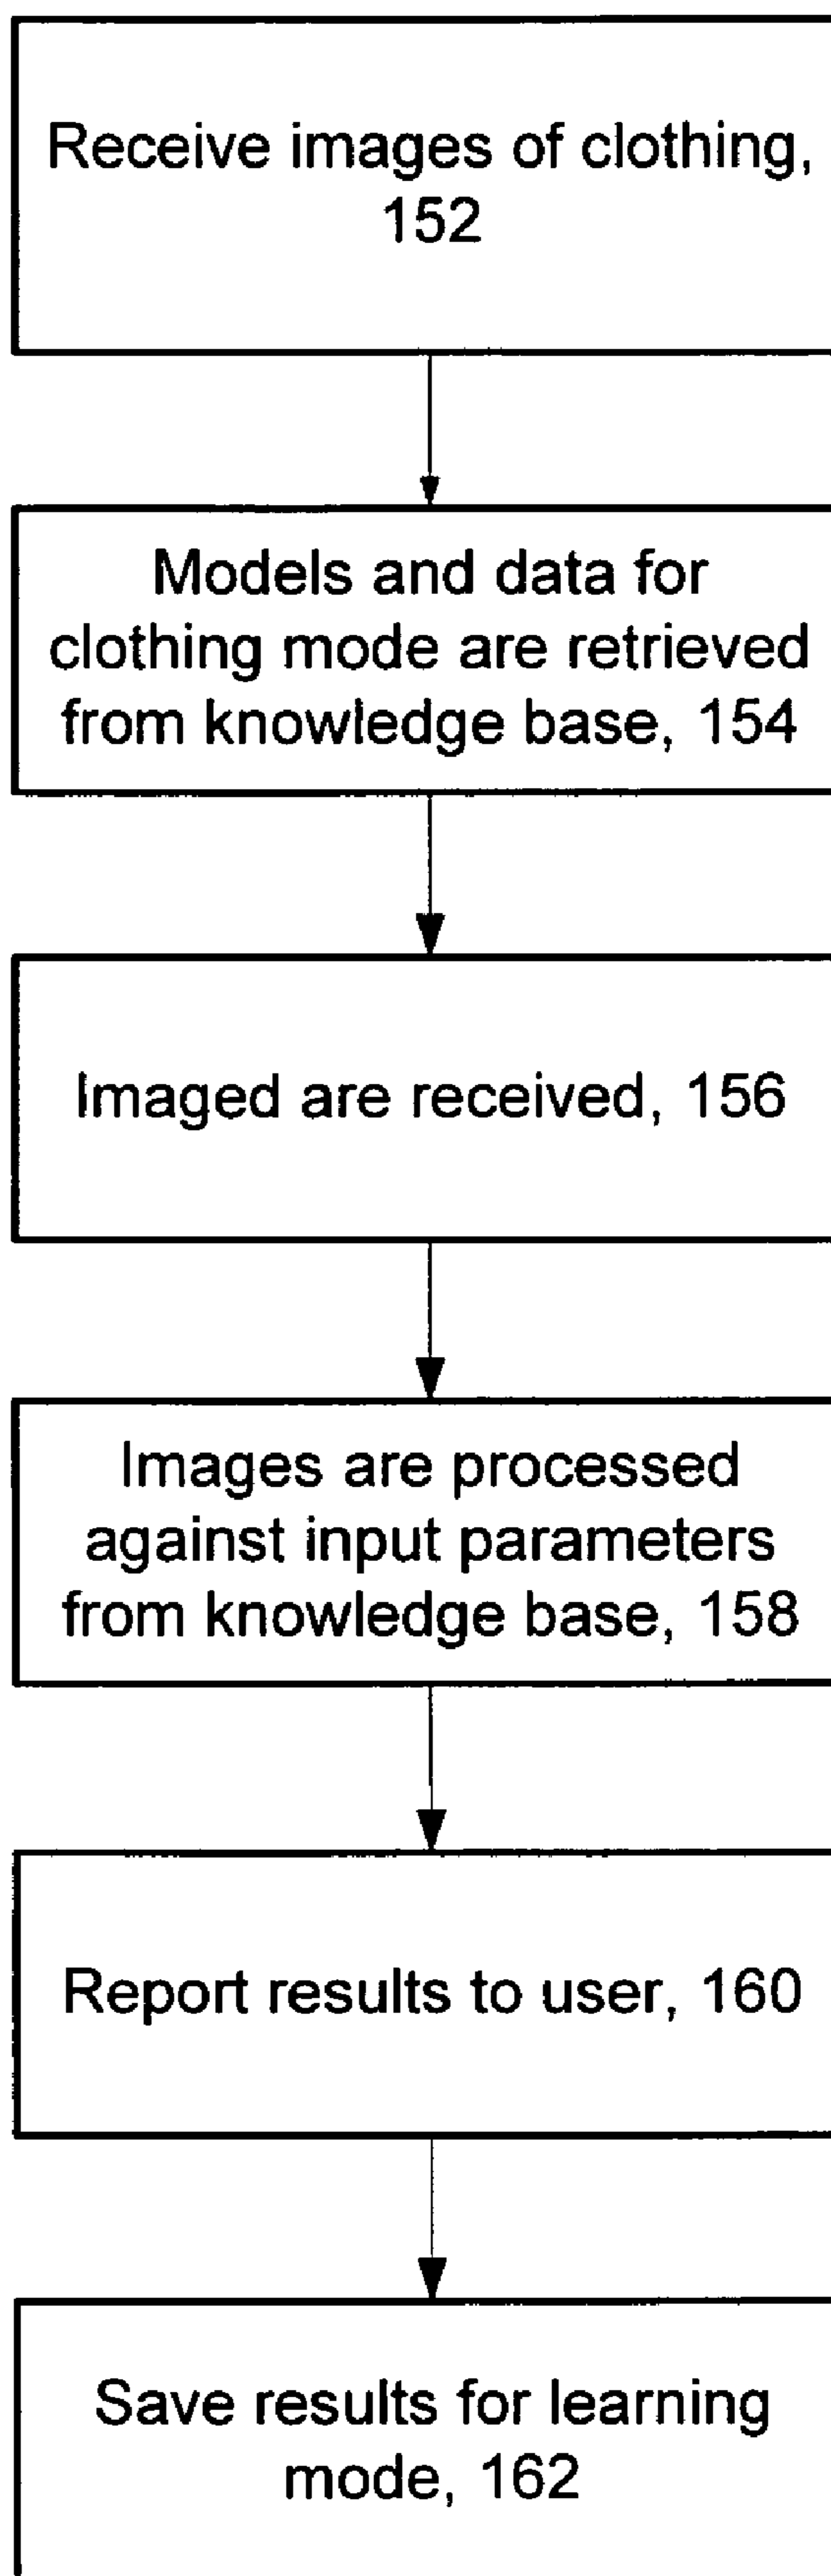 Receive images of clothing,
152
Models and data for
clothing mode are retrieved
from knowledge base, 154
Imaged are received, 156
Images are processed
against input parameters
from knowledge base, 158
Report results to user, 160
Save results for learning
mode, 162